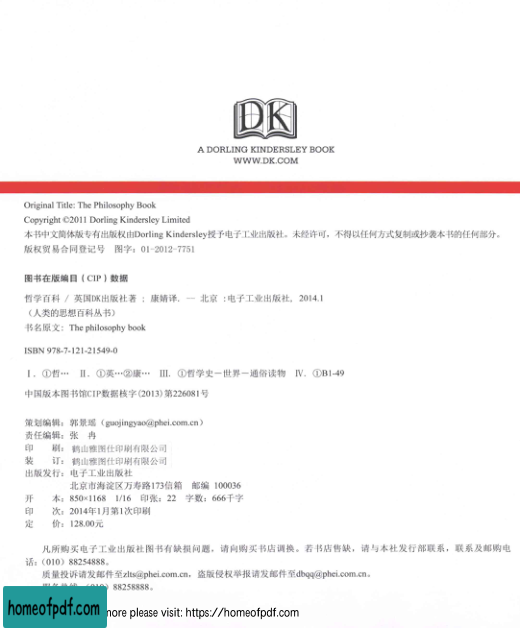 DK
A DORLING KINDERSLEY BOOK
WWW.DK.COM
Original Title: The Philosophy Book
Copyright ©2011 Dorling Kindersley Limited
本书中文简体版专有出版权由Dorling Kindersley授予电子工业出版社。未经许可，不得以任何方式复制或抄袭本书的任何部分。
版权贸易合同登记号 图字：01-2012-7751
图书在版编目（CIP）数据
哲学百科 / 英国DK出版社著 ; 康婧译. — 北京 :电子工业出版社, 2014.1
（人类的思想百科丛书）
书名原文: The philosophy book
ISBN 978-7-121-21549-0
Ⅰ. ①哲… Ⅱ. ①英…②康… Ⅲ. ①哲学史－世界－通俗读物 Ⅳ. ①B1-49
中国版本图书馆CIP数据核字(2013)第226081号
策划编辑：郭景瑶（guojingyao@phei.com.cn）
责任编辑：张 冉
印 刷：鹤山雅图仕印刷有限公司
装 订：鹤山雅图仕印刷有限公司
出版发行：电子工业出版社
北京市海淀区万寿路173信箱 邮编 100036
开 本：850×1168 1/16 印张：22 字数：666千字
印 次：2014年1月第1次印刷
定 价：128.00元
凡所购买电子工业出版社图书有缺损问题，请向购买书店调换。若书店售缺，请与本社发行部联系，联系及邮购电
话：（010）88254888。
质量投诉请发邮件至zlts@phei.com.cn，盗版侵权举报请发邮件至dbqq@phei.com.cn。
88258888。
homeofpdf.com
more please visit: https://homeofpdf.com